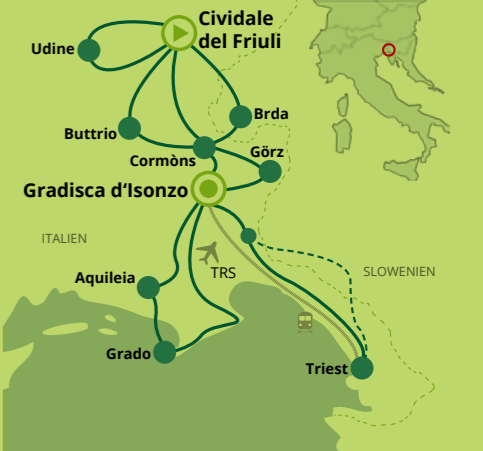 Cividale
del Friuli
Udine
Brda
Buttrio
Cormòns
Görz
Gradisca d‘Isonzo
ITALIEN
TRS
SLOWENIEN
Aquileia
Grado
Triest